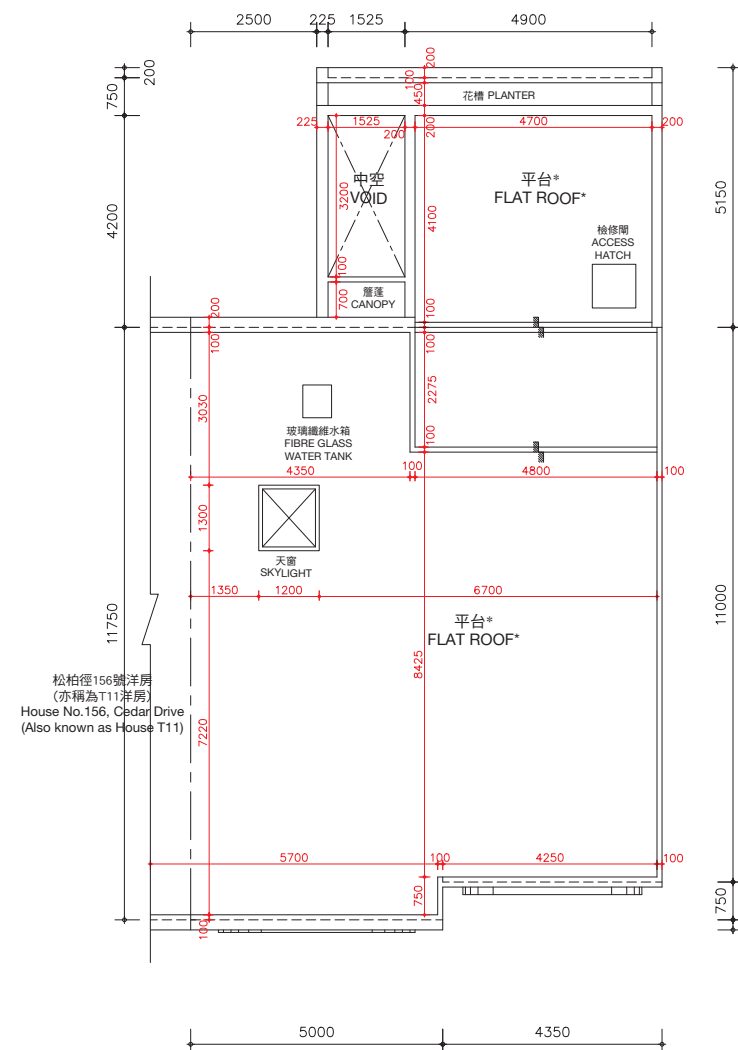 2500
225
1525
4900
200
750
200
100
450
花槽 PLANTER
225
1525
200
200
4700
200
中空
VOID
平台*
FLAT ROOF*
3200
4100
4200
5150
檢修閘
ACCESS
HATCH
100
700
簷蓬
CANOPY
200
100
100
100
3030
2275
玻璃纖維水箱
FIBRE GLASS
WATER TANK
100
4350
100
4800
100
1300
天窗
SKYLIGHT
1350
1200
6700
11750
11000
平台*
FLAT ROOF*
8425
松柏徑156號洋房
(亦稱為T11洋房)
House No.156, Cedar Drive
(Also known as House T11)
7220
5700
100
4250
100
750
750
100
5000
4350